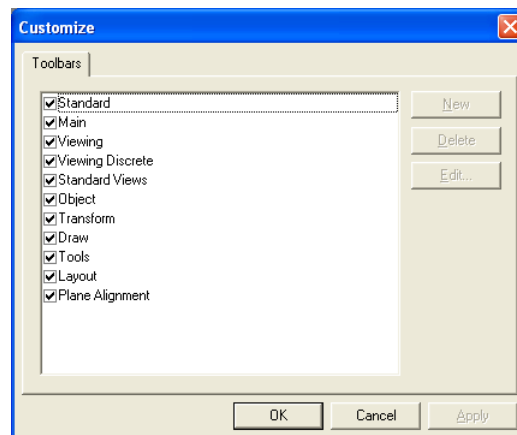 Customize
Toolbars
Standard
Main
Viewing
Viewing Discrete
Standard Views
Object
Transform
Draw
Tools
Layout
Plane Alignment
New
Delete
Edit...
OK
Cancel
Apply